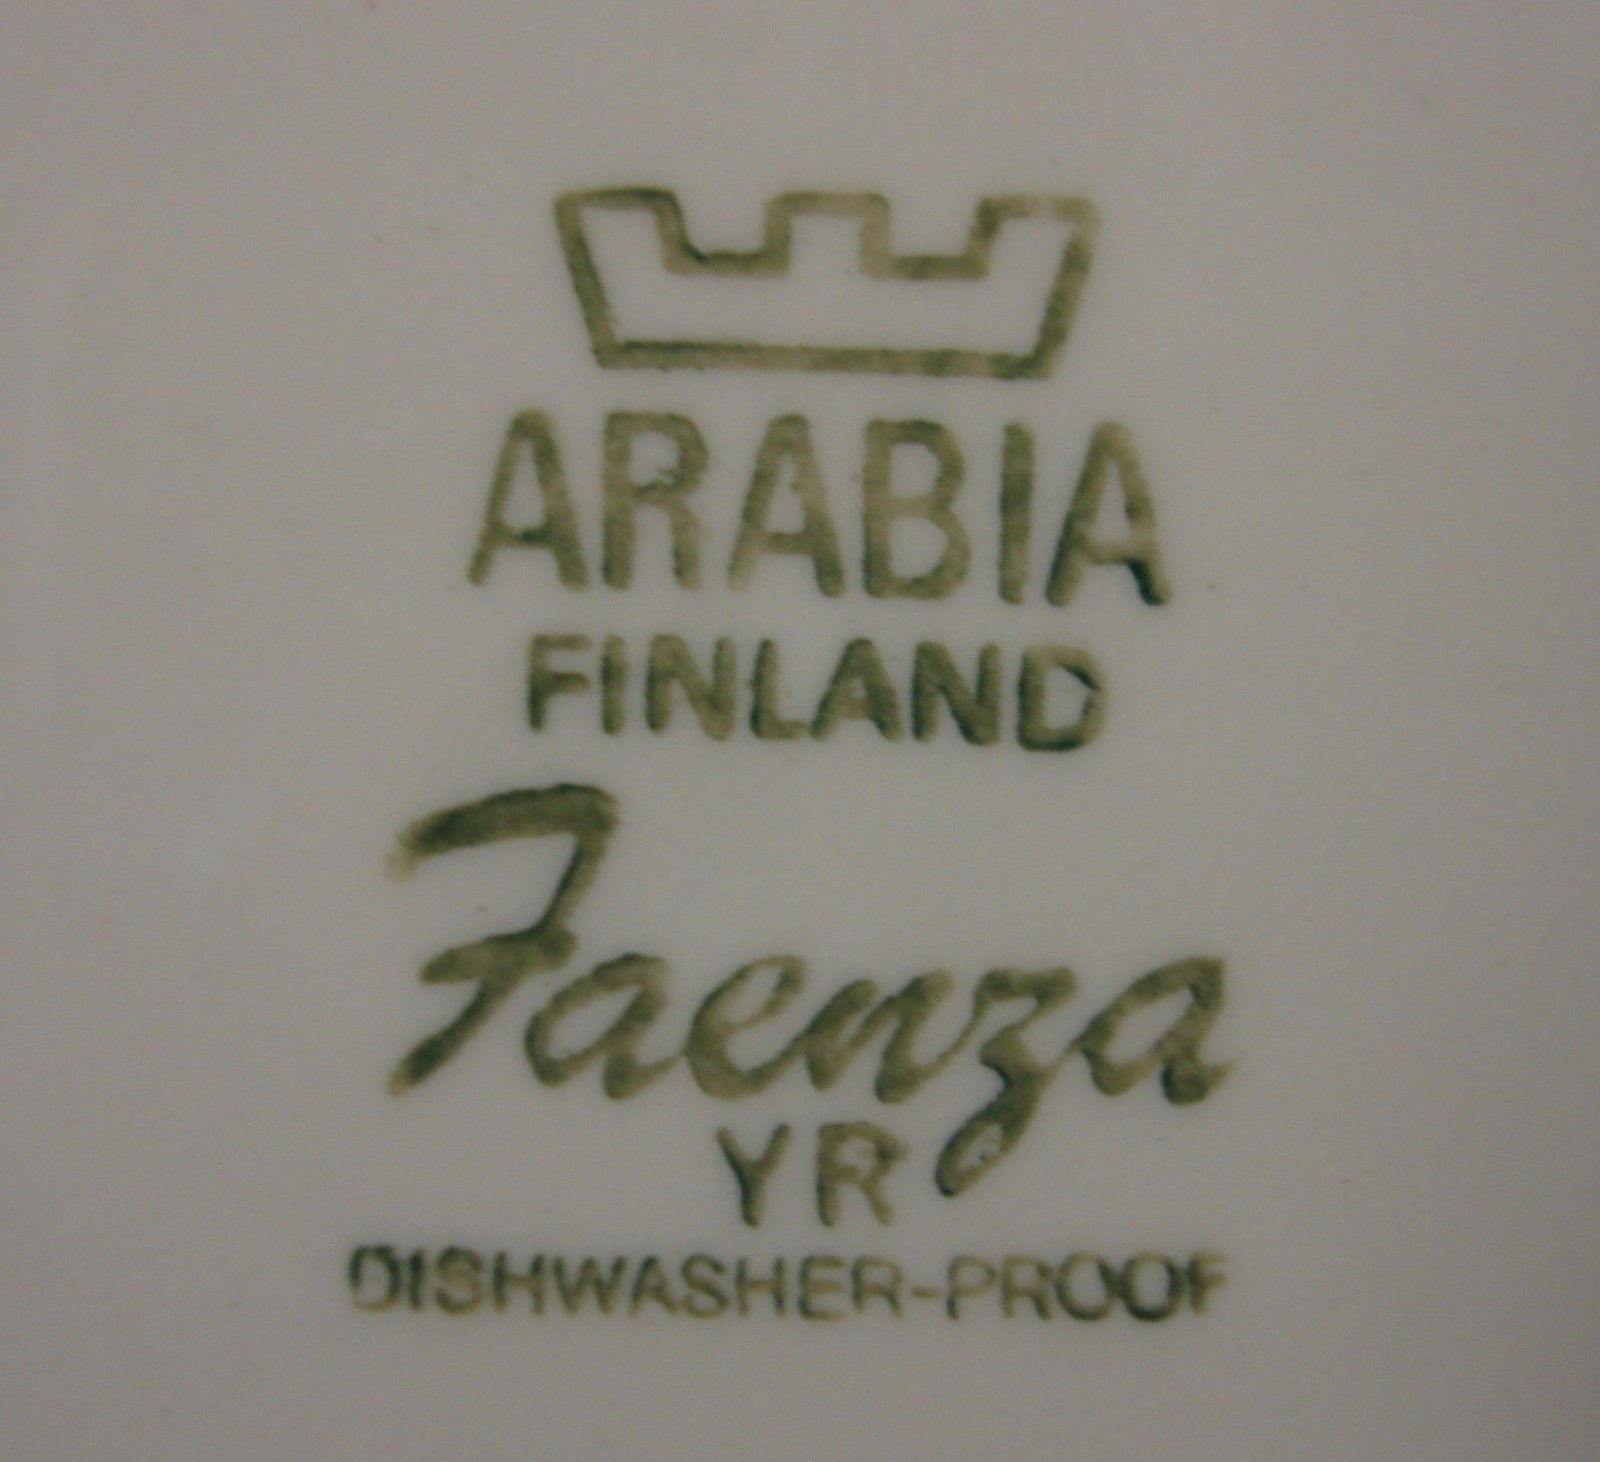 ARABIA
FINLAND
Faenza
YR
DISHWASHER-PROOF